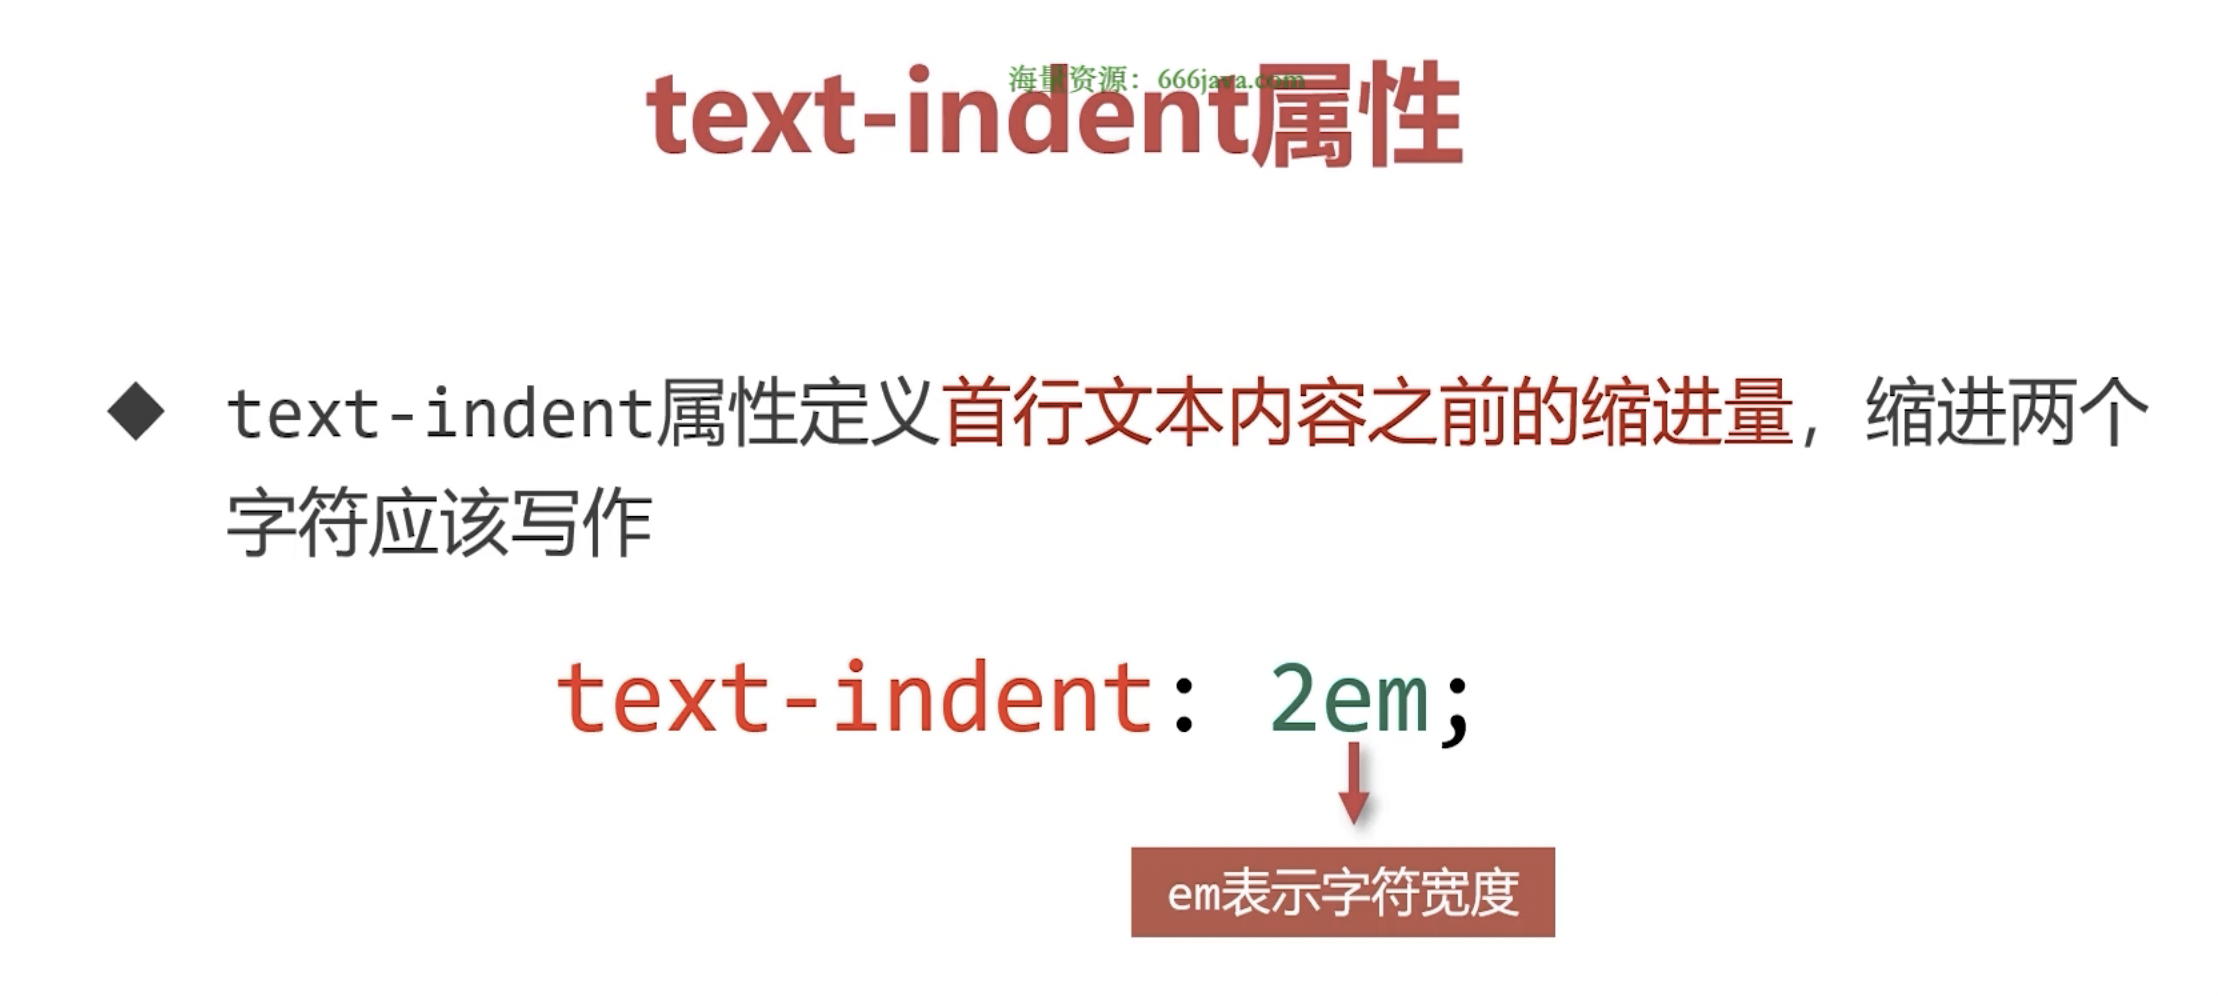 海量资源：666java.com
text-indent属性
◆ text-indent属性定义首行文本内容之前的缩进量，缩进两个
字符应该写作
text-indent: 2em;
em表示字符宽度